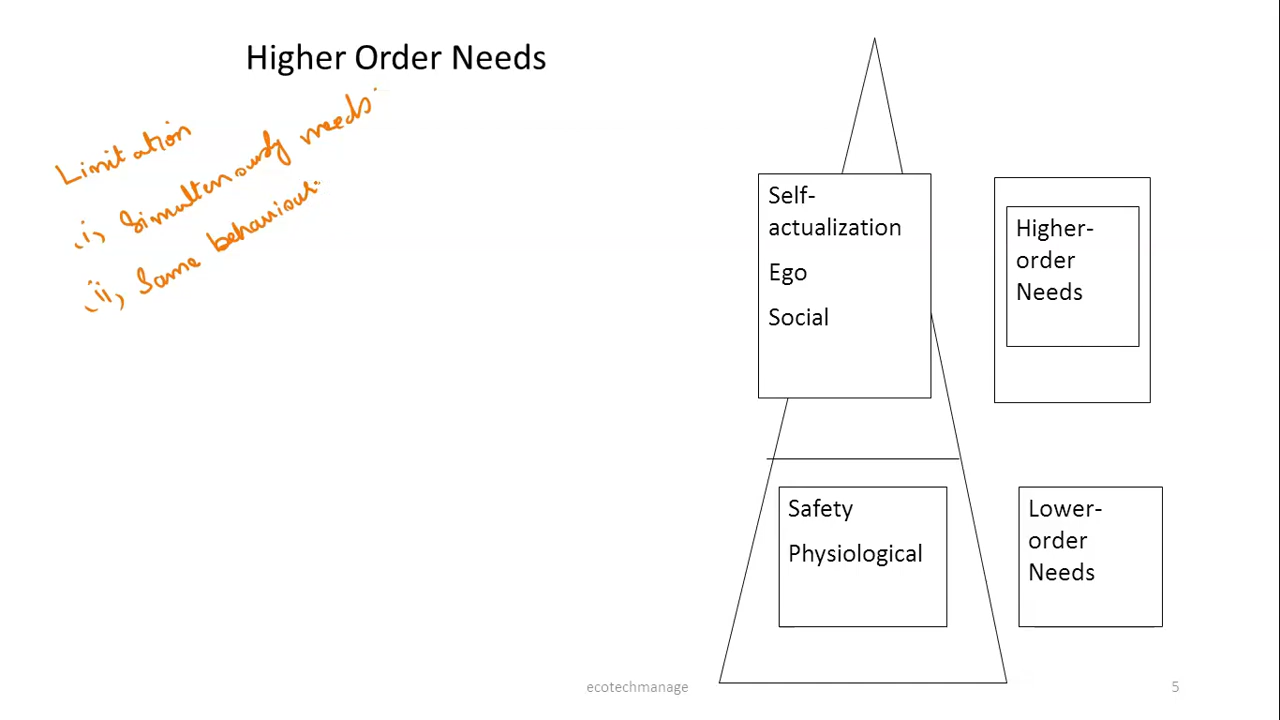 Higher Order Needs
Limitation
(i) Simultenously needs.
(ii) Same behaviour.
Self-
actualization
Ego
Social
Higher-
order
Needs
Safety
Physiological
Lower-
order
Needs
ecotechmanage
5